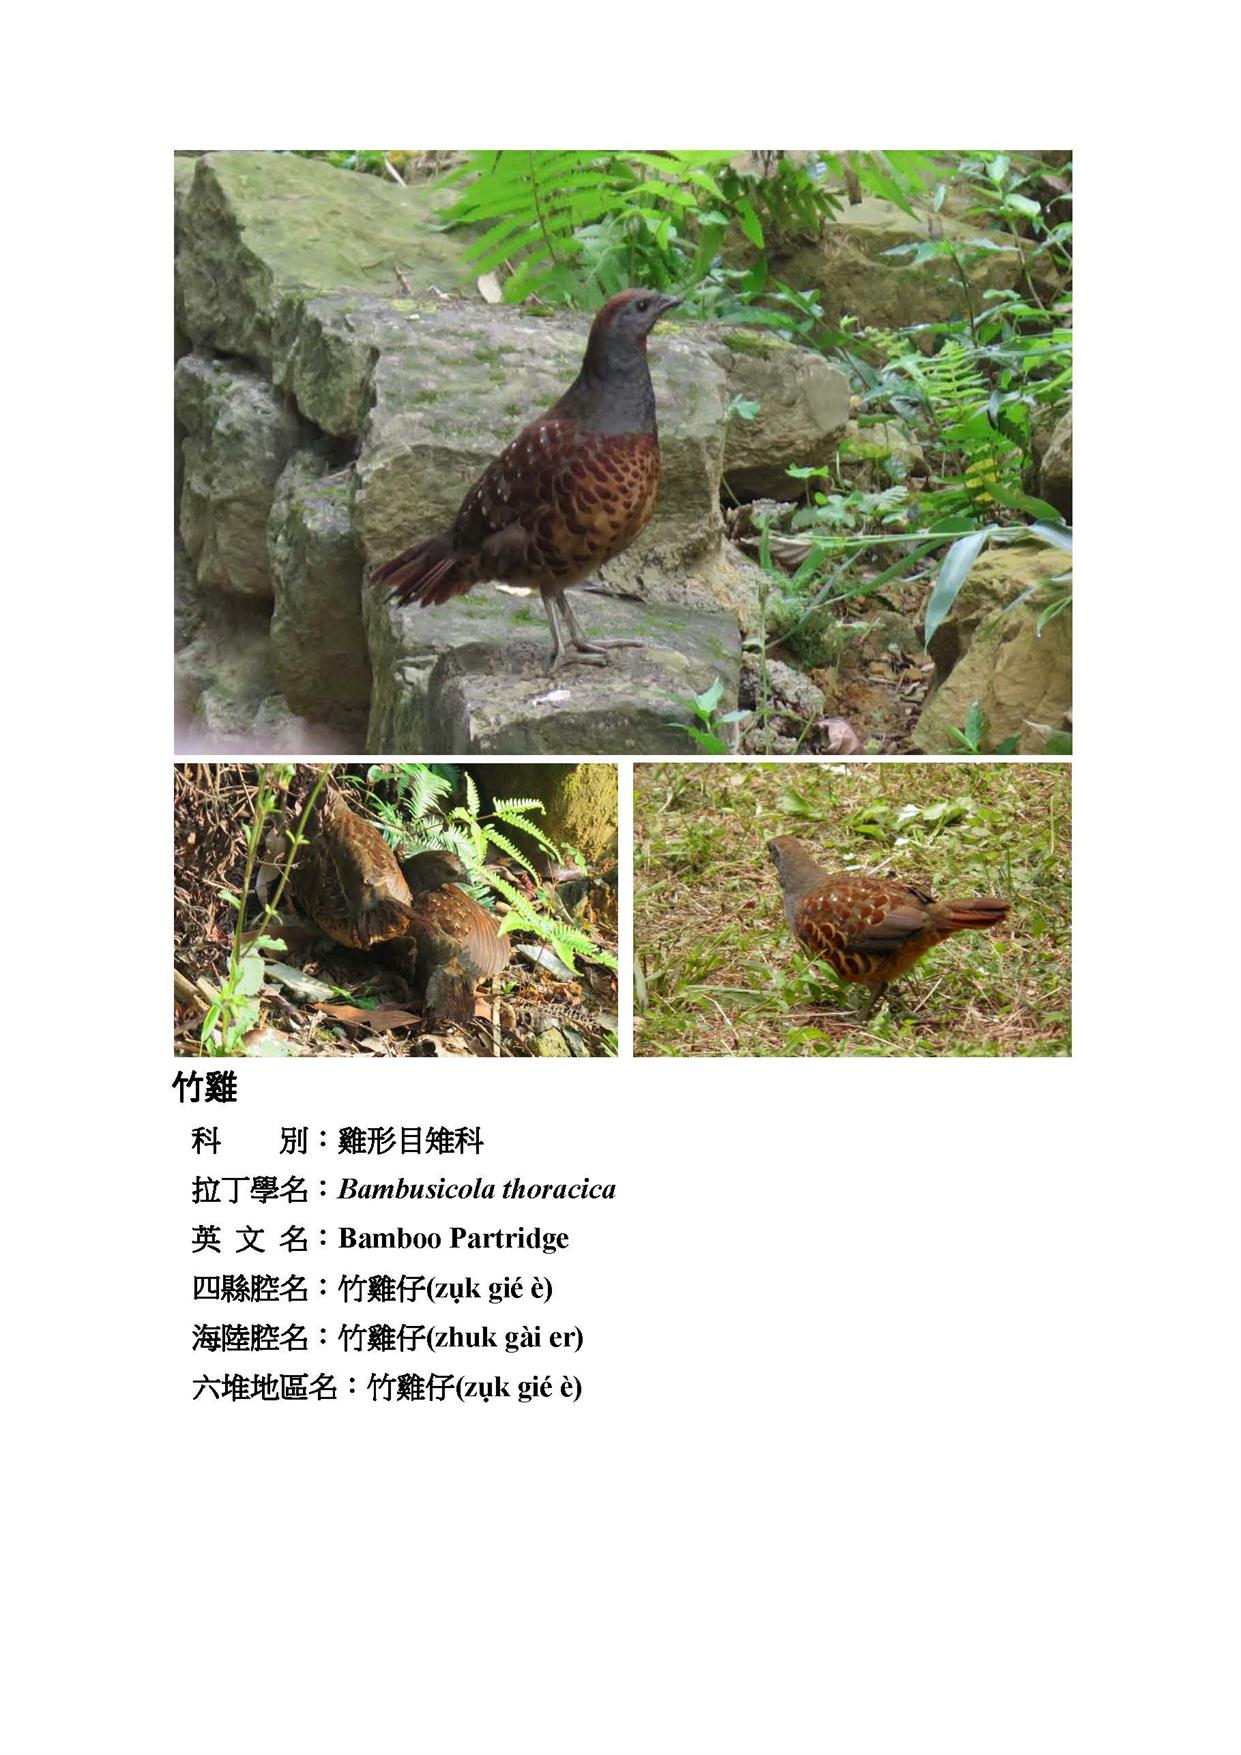 竹雞
科　　別：雞形目雉科
拉丁學名：Bambusicola thoracica
英 文 名：Bamboo Partridge
四縣腔名：竹雞仔(zụk gié è)
海陸腔名：竹雞仔(zhuk gài er)
六堆地區名：竹雞仔(zụk gié è)